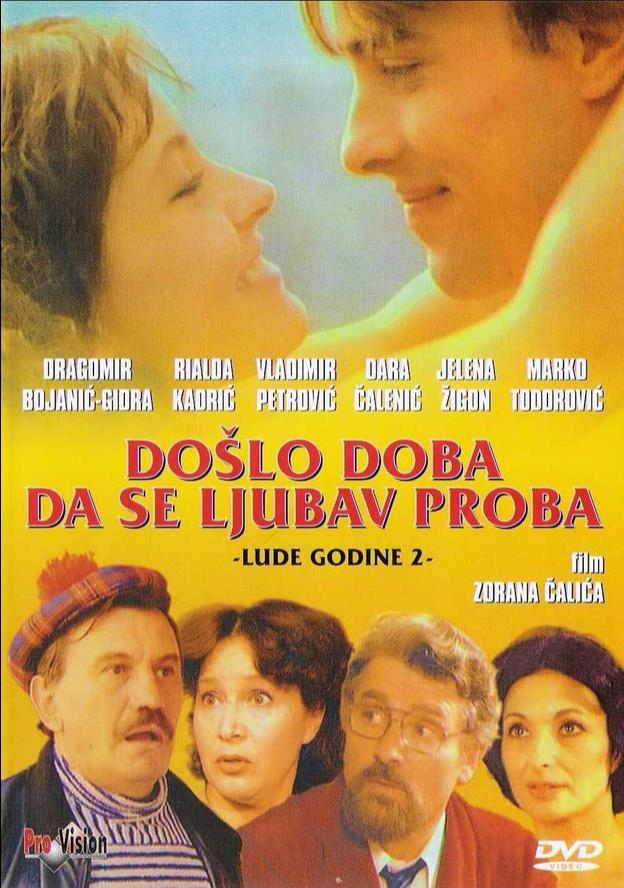 DRAGOMIR RIALDA VLADIMIR DARA JELENA MARKO
BOJANIĆ-GIDRA KADRIĆ PETROVIĆ ČALENIĆ ŽIGON TODOROVIĆ
DOŠLO DOBA
DA SE LJUBAV PROBA
-LUDE GODINE 2-
film
ZORANA ČALIĆA
Pro Vision
DVD
VIDEO